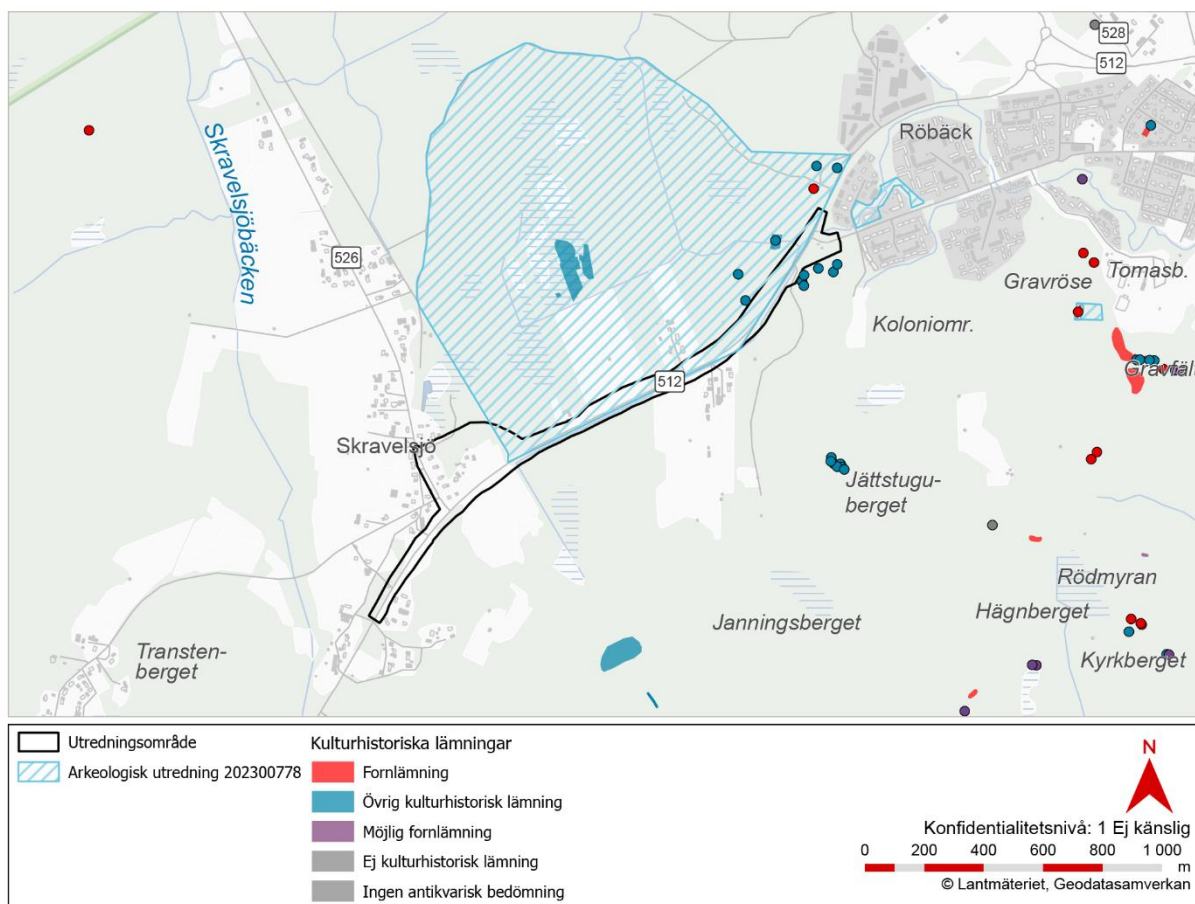 528
512
Röbäck
Skravelsjöbäcken
526
Gravröse
Tomasb.
Koloniomr.
Gravfält
512
Skravelsjö
Jättstugu-
berget
Rödmyran
Janningsberget
Hägnberget
Kyrkberget
Transten-
berget
Utredningsområde
Arkeologisk utredning 202300778
Kulturhistoriska lämningar
Fornlämning
Övrig kulturhistorisk lämning
Möjlig fornlämning
Ej kulturhistorisk lämning
Ingen antikvarisk bedömning
N
Konfidentialitetsnivå: 1 Ej känslig
0 200 400 600 800 1 000
m
© Lantmäteriet, Geodatasamverkan